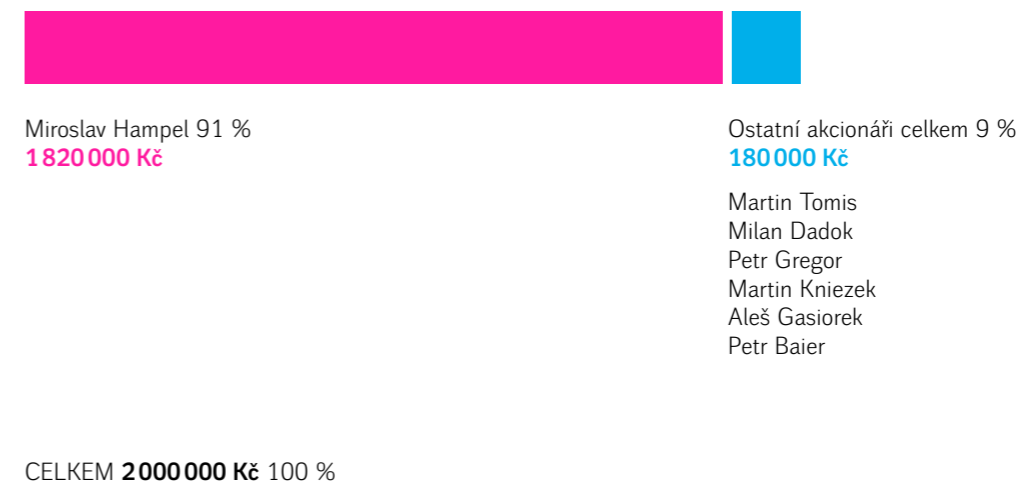 Miroslav Hampel 91 %
1 820 000 Kč
Ostatní akcionáři celkem 9 %
180 000 Kč
Martin Tomis
Milan Dadok
Petr Gregor
Martin Kniezek
Aleš Gasiorek
Petr Baier
CELKEM 2 000 000 Kč 100 %